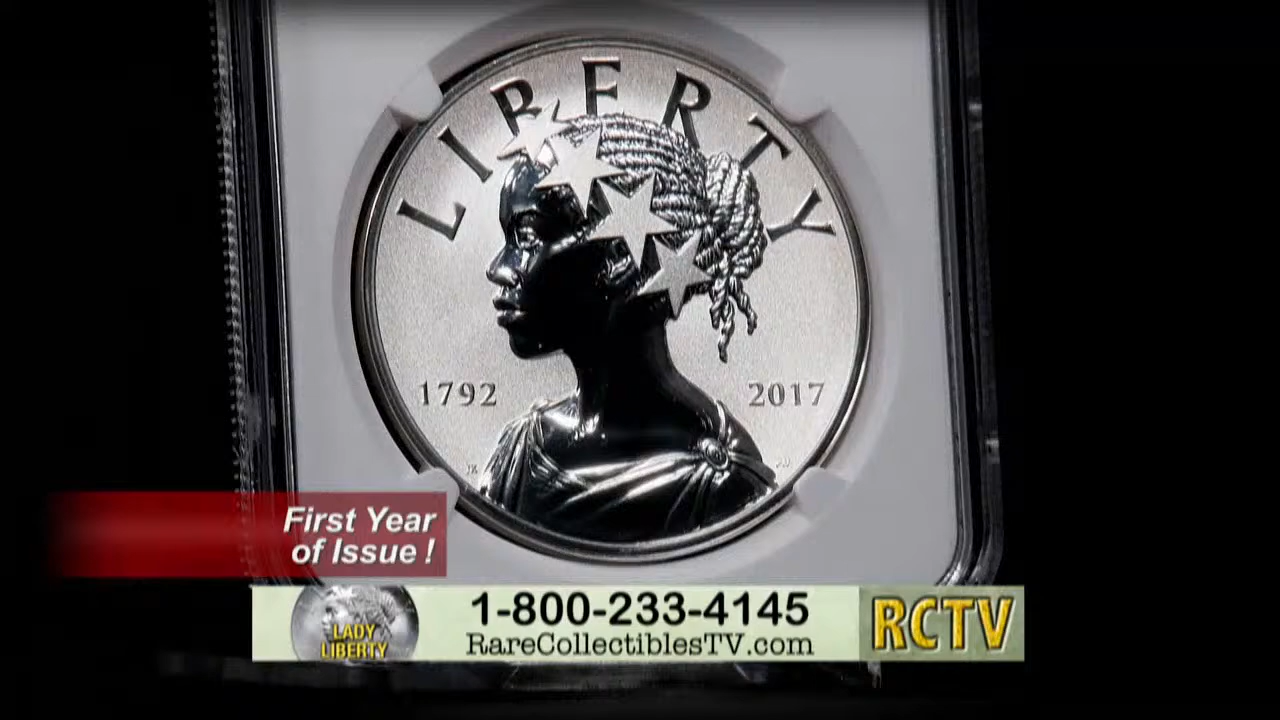 LIBERTY
1792
2017
First Year
of Issue !
LADY
LIBERTY
1-800-233-4145
RareCollectiblesTV.com
RCTV